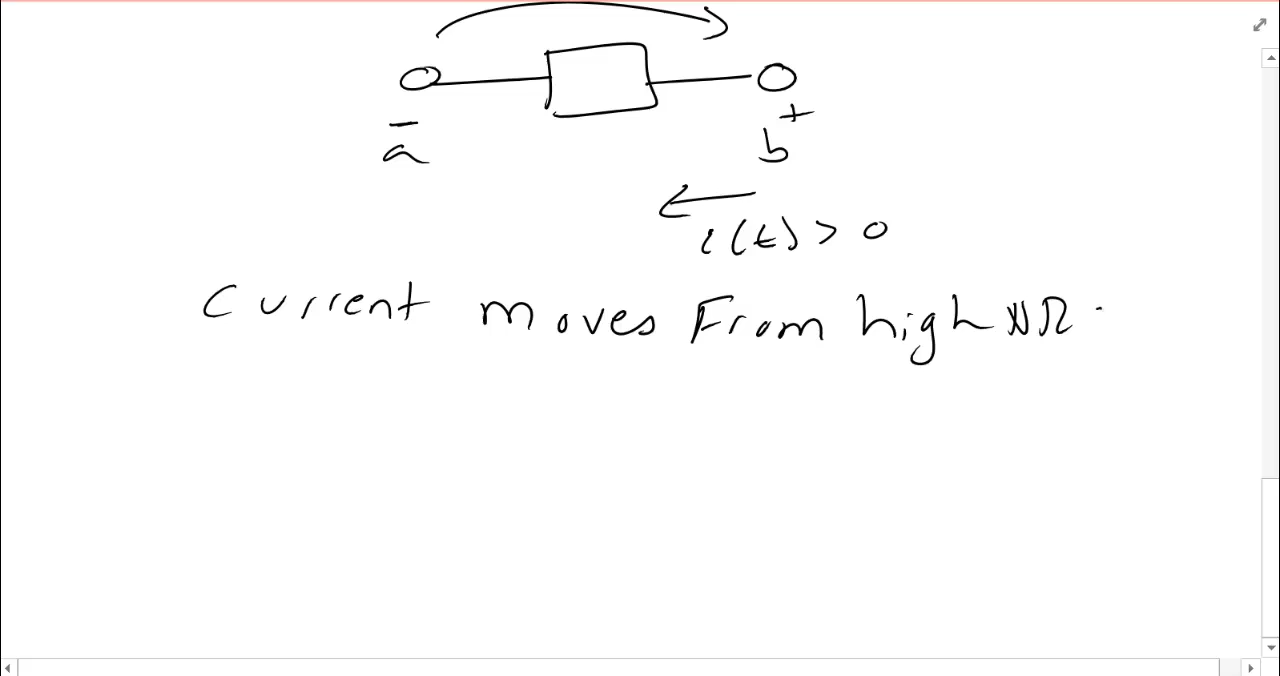 - +
a b
i(t) > 0
Current moves From high